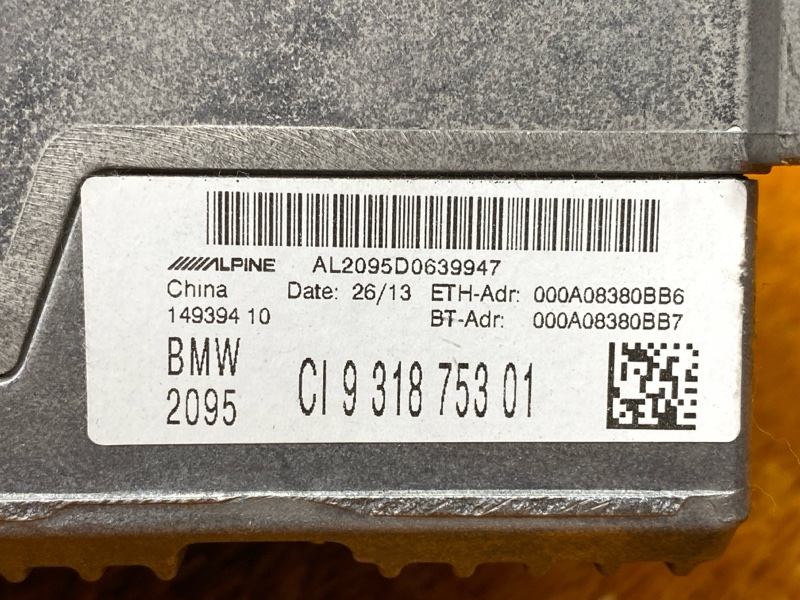 ALPINE AL2095D0639947
China Date: 26/13 ETH-Adr: 000A08380BB6
149394 10 BT-Adr: 000A08380BB7
BMW
2095 CI 9 318 753 01